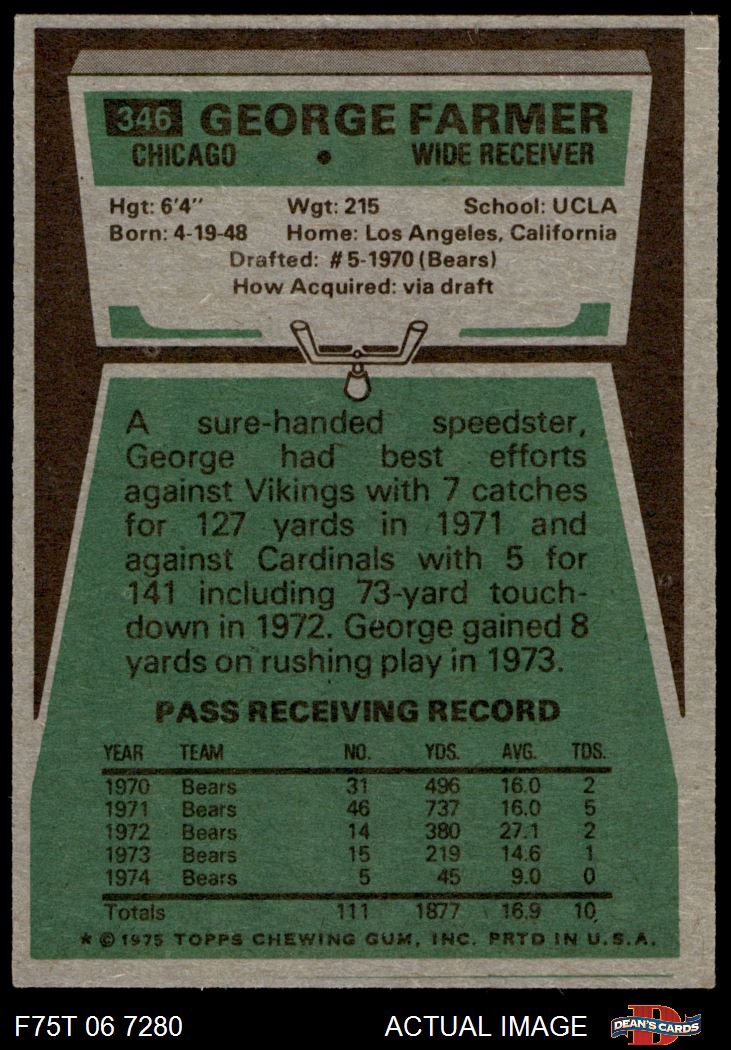 346 GEORGE FARMER
CHICAGO • WIDE RECEIVER
Hgt: 6'4" Wgt: 215 School: UCLA
Born: 4-19-48 Home: Los Angeles, California
Drafted: #5-1970 (Bears)
How Acquired: via draft
A sure-handed speedster,
George had best efforts
against Vikings with 7 catches
for 127 yards in 1971 and
against Cardinals with 5 for
141 including 73-yard touch-
down in 1972. George gained 8
yards on rushing play in 1973.
PASS RECEIVING RECORD
YEAR TEAM NO. YDS. AVG. TDS.
1970 Bears 31 496 16.0 2
1971 Bears 46 737 16.0 5
1972 Bears 14 380 27.1 2
1973 Bears 15 219 14.6 1
1974 Bears 5 45 9.0 0
Totals 111 1877 16.9 10
* © 1975 TOPPS CHEWING GUM, INC. PRTD IN U.S.A.
F75T 06 7280 ACTUAL IMAGE D DEAN'S CARDS